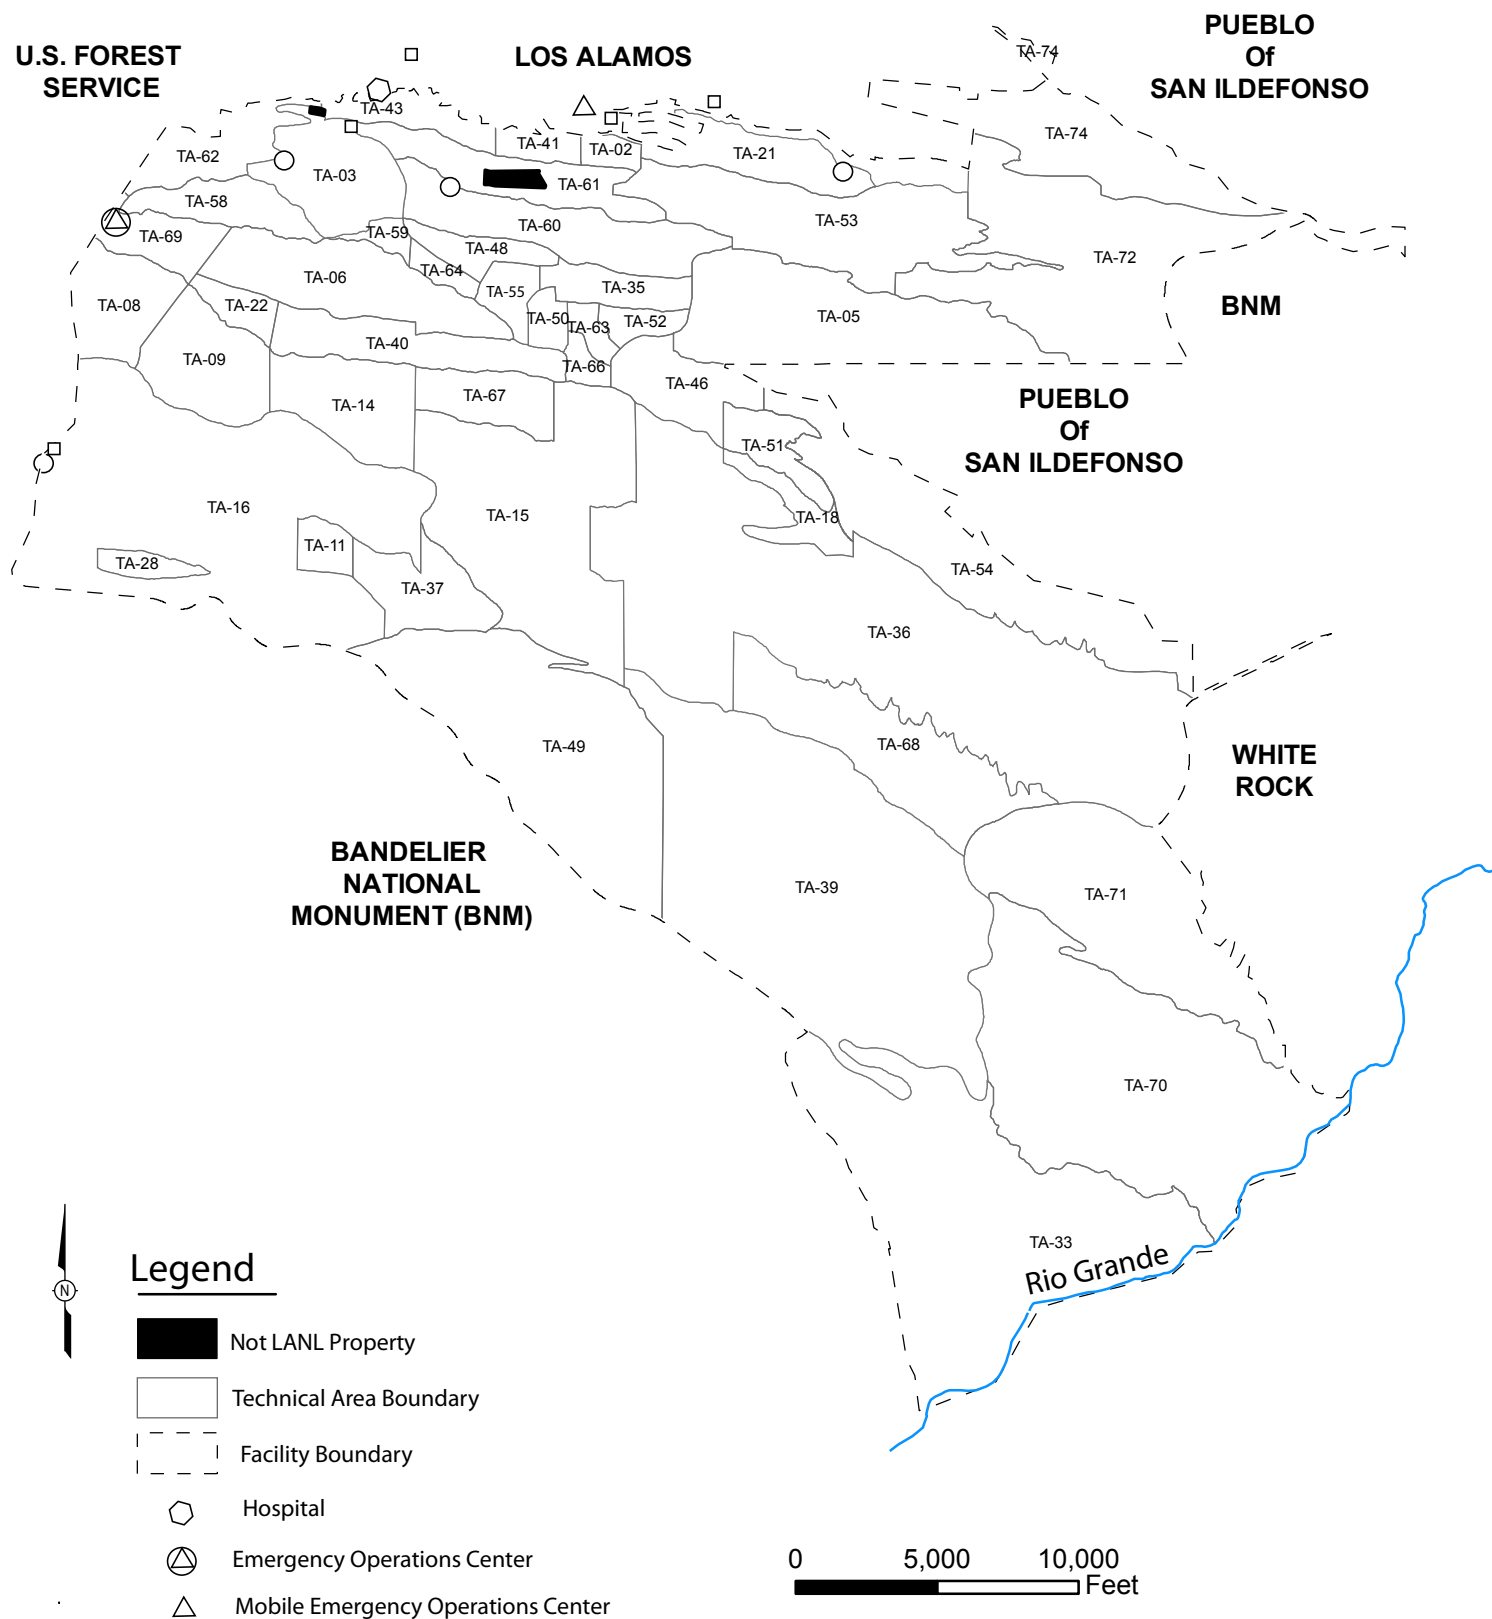 U.S. FOREST
SERVICE
LOS ALAMOS
PUEBLO
Of
SAN ILDEFONSO
TA-74
TA-43
TA-74
TA-41
TA-02
TA-21
TA-62
TA-03
TA-61
TA-58
TA-53
TA-60
TA-59
TA-69
TA-48
TA-72
TA-64
TA-06
TA-55
TA-35
TA-08
TA-22
BNM
TA-50
TA-63
TA-52
TA-05
TA-40
TA-09
TA-66
TA-46
TA-67
TA-14
PUEBLO
Of
SAN ILDEFONSO
TA-51
TA-16
TA-15
TA-18
TA-11
TA-28
TA-54
TA-37
TA-36
TA-49
TA-68
WHITE
ROCK
BANDELIER
NATIONAL
MONUMENT (BNM)
TA-39
TA-71
TA-70
TA-33
Rio Grande
N
Legend
Not LANL Property
Technical Area Boundary
Facility Boundary
Hospital
Emergency Operations Center
Mobile Emergency Operations Center
0 5,000 10,000
Feet